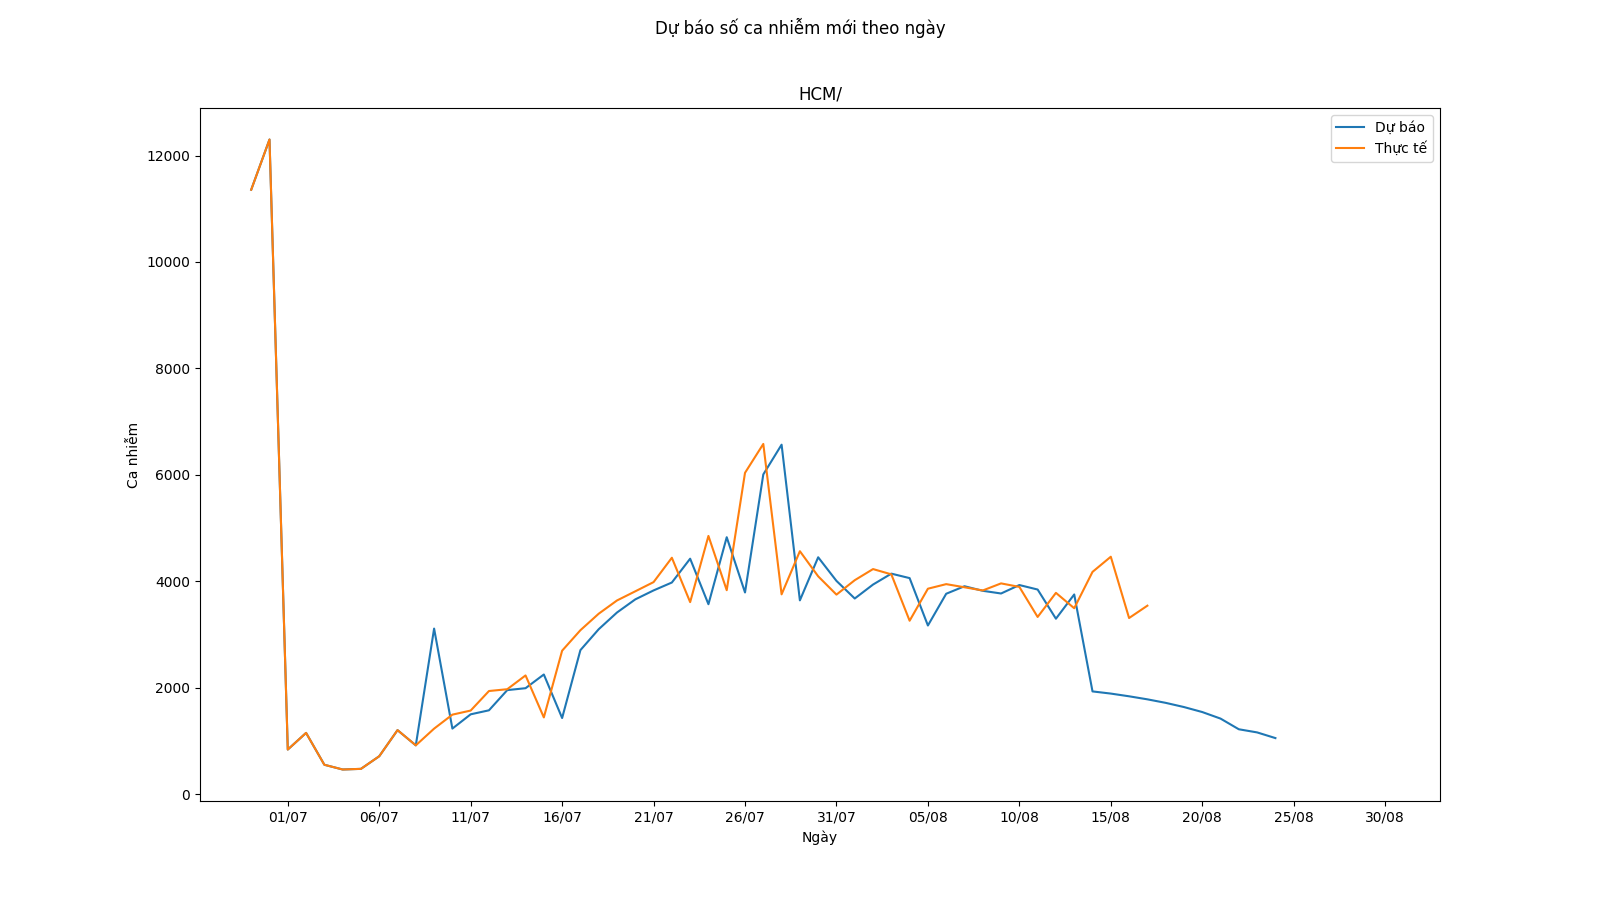 Dự báo số ca nhiễm mới theo ngày
HCM/
Dự báo
Thực tế
12000
10000
8000
6000
4000
2000
0
Ca nhiễm
01/07 06/07 11/07 16/07 21/07 26/07 31/07 05/08 10/08 15/08 20/08 25/08 30/08
Ngày